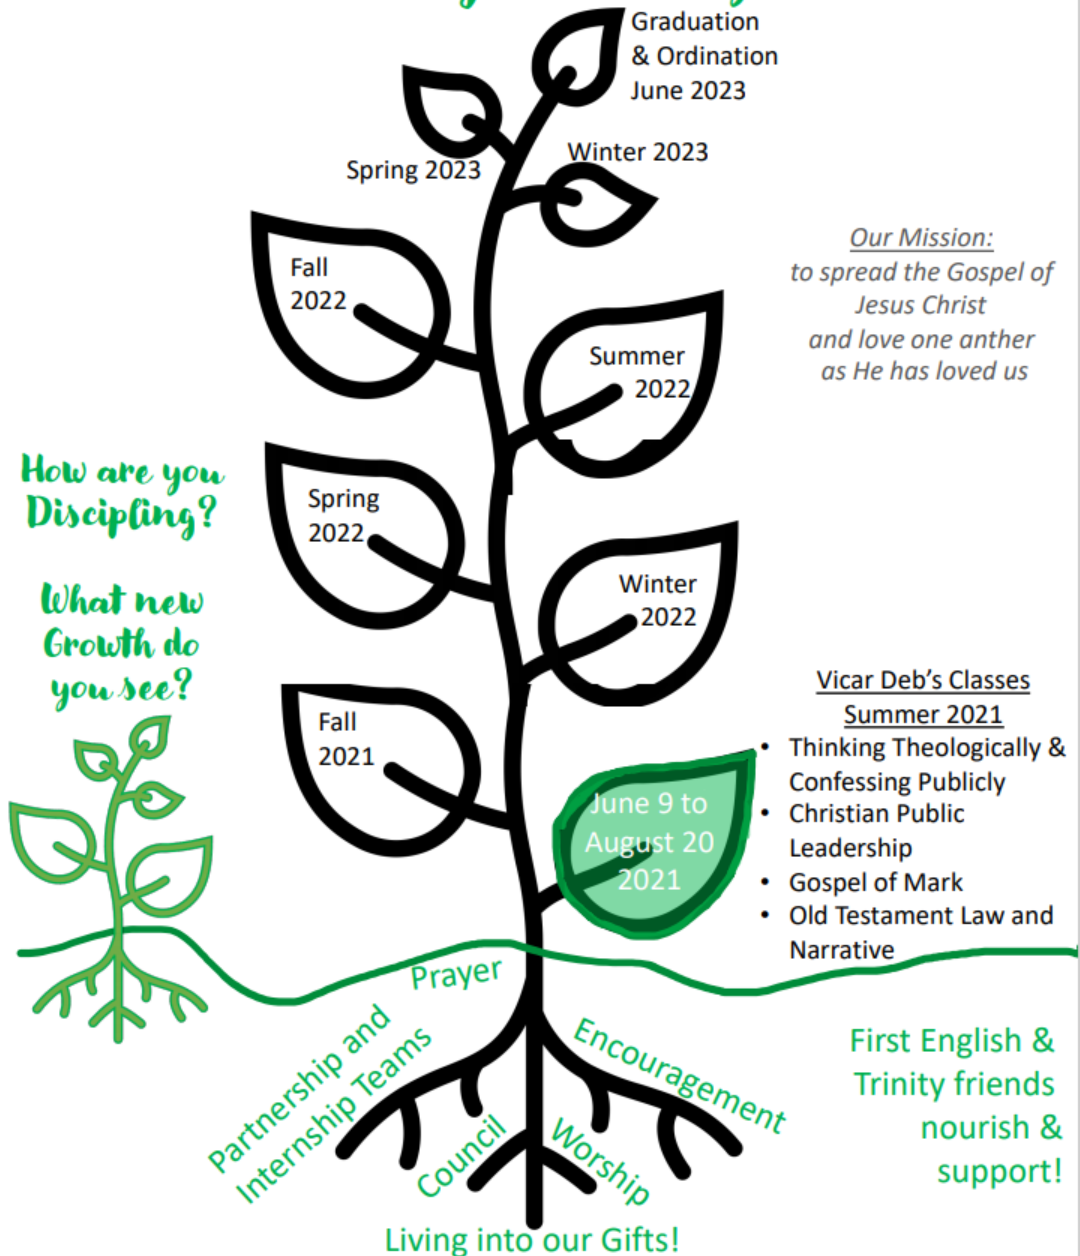 Graduation
& Ordination
June 2023
Spring 2023
Winter 2023
Fall
2022
Our Mission:
to spread the Gospel of
Jesus Christ
and love one anther
as He has loved us
Summer
2022
How are you
Discipling?
Spring
2022
What new
Growth do
you see?
Winter
2022
Fall
2021
Vicar Deb’s Classes
Summer 2021
• Thinking Theologically &
Confessing Publicly
• Christian Public
Leadership
• Gospel of Mark
• Old Testament Law and
Narrative
June 9 to
August 20
2021
Prayer
Partnership and
Internship Teams
Council
Worship
Encouragement
First English &
Trinity friends
nourish &
support!
Living into our Gifts!